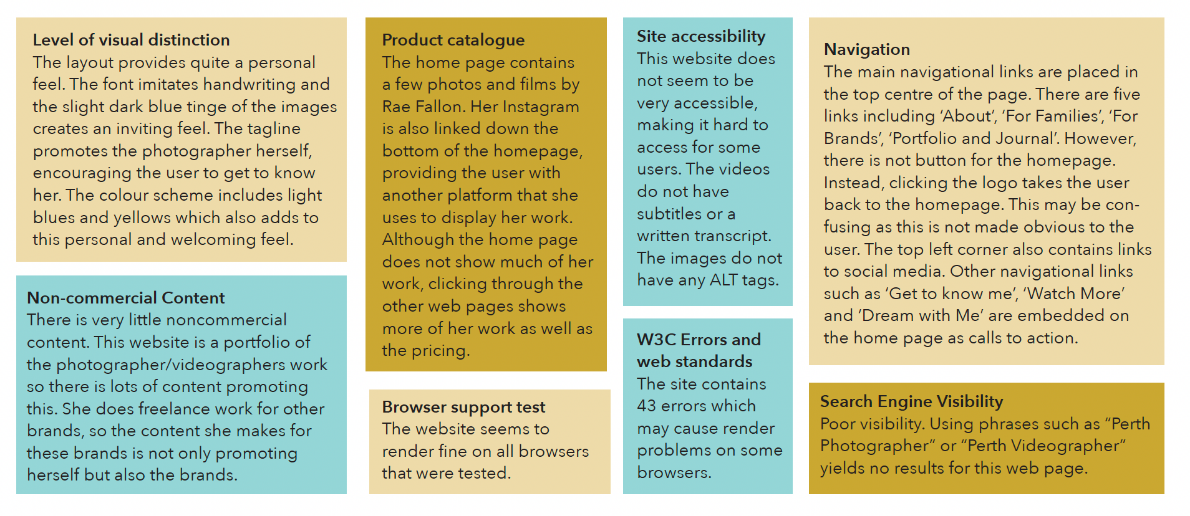 Level of visual distinction
The layout provides quite a personal
feel. The font imitates handwriting and
the slight dark blue tinge of the images
creates an inviting feel. The tagline
promotes the photographer herself,
encouraging the user to get to know
her. The colour scheme includes light
blues and yellows which also adds to
this personal and welcoming feel.
Non-commercial Content
There is very little noncommercial
content. This website is a portfolio of
the photographer/videographers work
so there is lots of content promoting
this. She does freelance work for other
brands, so the content she makes for
these brands is not only promoting
herself but also the brands.
Product catalogue
The home page contains
a few photos and films by
Rae Fallon. Her Instagram
is also linked down the
bottom of the homepage,
providing the user with
another platform that she
uses to display her work.
Although the home page
does not show much of her
work, clicking through the
other web pages shows
more of her work as well as
the pricing.
Browser support test
The website seems to
render fine on all browsers
that were tested.
Site accessibility
This website does
not seem to be
very accessible,
making it hard to
access for some
users. The videos
do not have
subtitles or a
written transcript.
The images do not
have any ALT tags.
W3C Errors and
web standards
The site contains
43 errors which
may cause render
problems on some
browsers.
Navigation
The main navigational links are placed in
the top centre of the page. There are five
links including ‘About’, ‘For Families’, ‘For
Brands’, ‘Portfolio and Journal’. However,
there is not button for the homepage.
Instead, clicking the logo takes the user
back to the homepage. This may be con-
fusing as this is not made obvious to the
user. The top left corner also contains links
to social media. Other navigational links
such as ‘Get to know me’, ‘Watch More’
and ‘Dream with Me’ are embedded on
the home page as calls to action.
Search Engine Visibility
Poor visibility. Using phrases such as “Perth
Photographer” or “Perth Videographer”
yields no results for this web page.